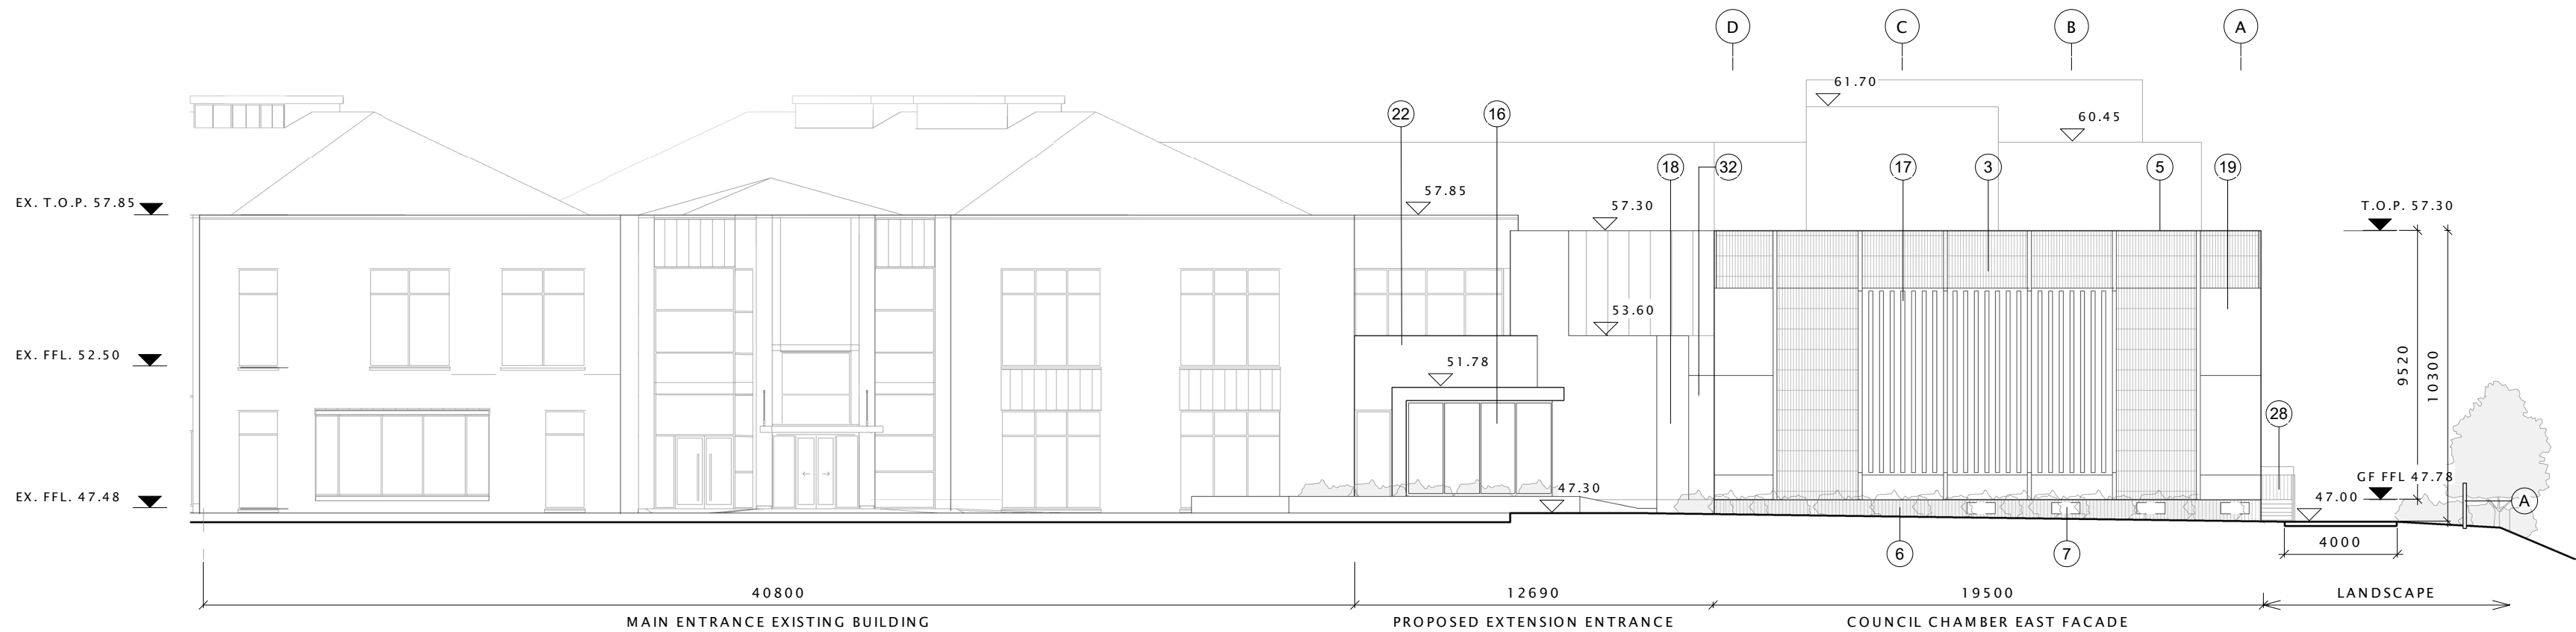 D C B A
61.70
60.45
22 16
18 32 17 3 5 19
EX. T.O.P. 57.85
57.85
57.30
T.O.P. 57.30
53.60
EX. FFL. 52.50
51.78
9520
10300
28
EX. FFL. 47.48
47.30
GF FFL 47.78
47.00
A
6 7
4000
40800
12690
19500
LANDSCAPE
MAIN ENTRANCE EXISTING BUILDING
PROPOSED EXTENSION ENTRANCE
COUNCIL CHAMBER EAST FACADE